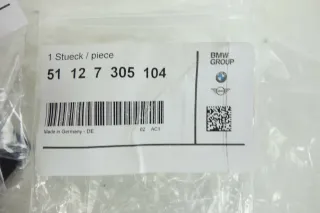 1 Stueck / piece
51 12 7 305 104
Made in Germany - DE 02 AC1
BMW
GROUP